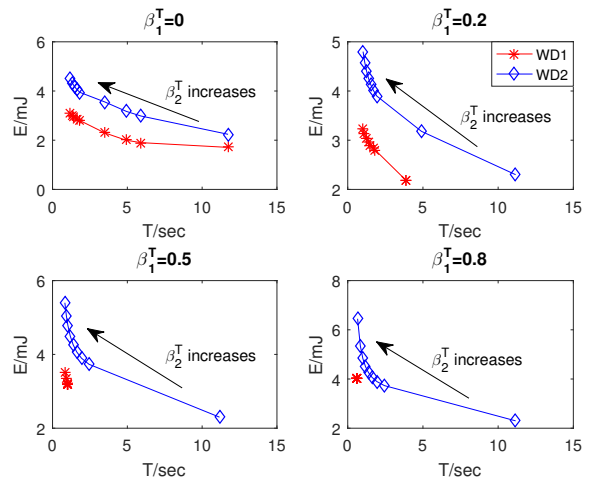 β₁ᵀ=0
6
4
2
0
E/mJ
β₂ᵀ increases
0 5 10 15
T/sec
β₁ᵀ=0.2
WD1
WD2
5
4
3
2
E/mJ
β₂ᵀ increases
0 5 10 15
T/sec
β₁ᵀ=0.5
6
4
2
E/mJ
β₂ᵀ increases
0 5 10 15
T/sec
β₁ᵀ=0.8
8
6
4
2
E/mJ
β₂ᵀ increases
0 5 10 15
T/sec